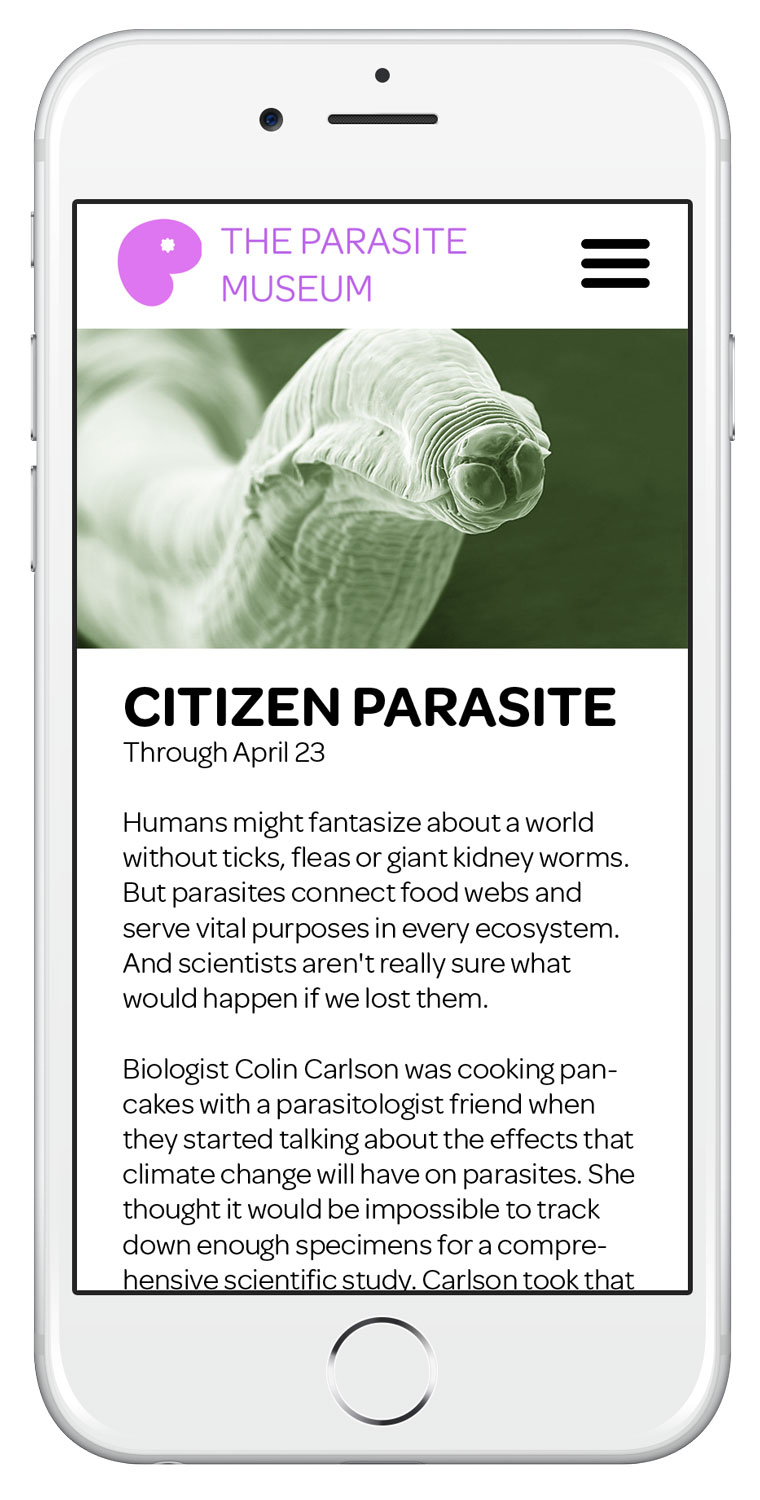 THE PARASITE
MUSEUM
CITIZEN PARASITE
Through April 23
Humans might fantasize about a world
without ticks, fleas or giant kidney worms.
But parasites connect food webs and
serve vital purposes in every ecosystem.
And scientists aren't really sure what
would happen if we lost them.
Biologist Colin Carlson was cooking pan-
cakes with a parasitologist friend when
they started talking about the effects that
climate change will have on parasites. She
thought it would be impossible to track
down enough specimens for a compre-
hensive scientific study. Carlson took that